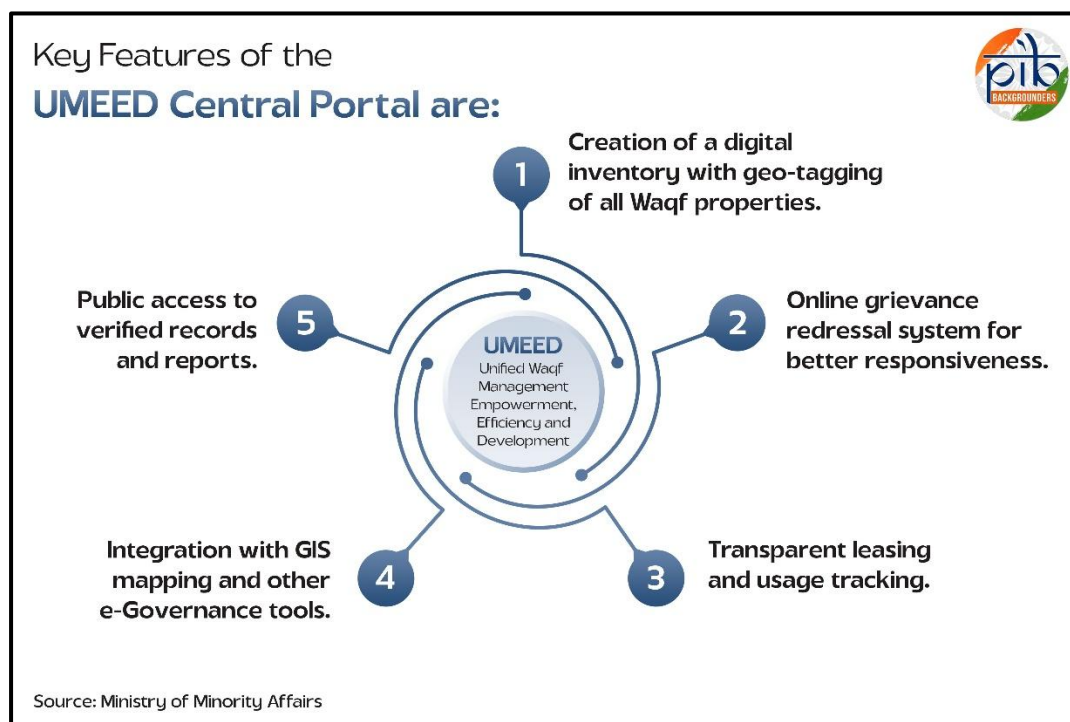 Key Features of the
UMEED Central Portal are:
pib
BACKGROUNDERS
1
Creation of a digital
inventory with geo-tagging
of all Waqf properties.
2
Online grievance
redressal system for
better responsiveness.
3
Transparent leasing
and usage tracking.
4
Integration with GIS
mapping and other
e-Governance tools.
5
Public access to
verified records
and reports.
UMEED
Unified Waqf
Management
Empowerment,
Efficiency and
Development
Source: Ministry of Minority Affairs